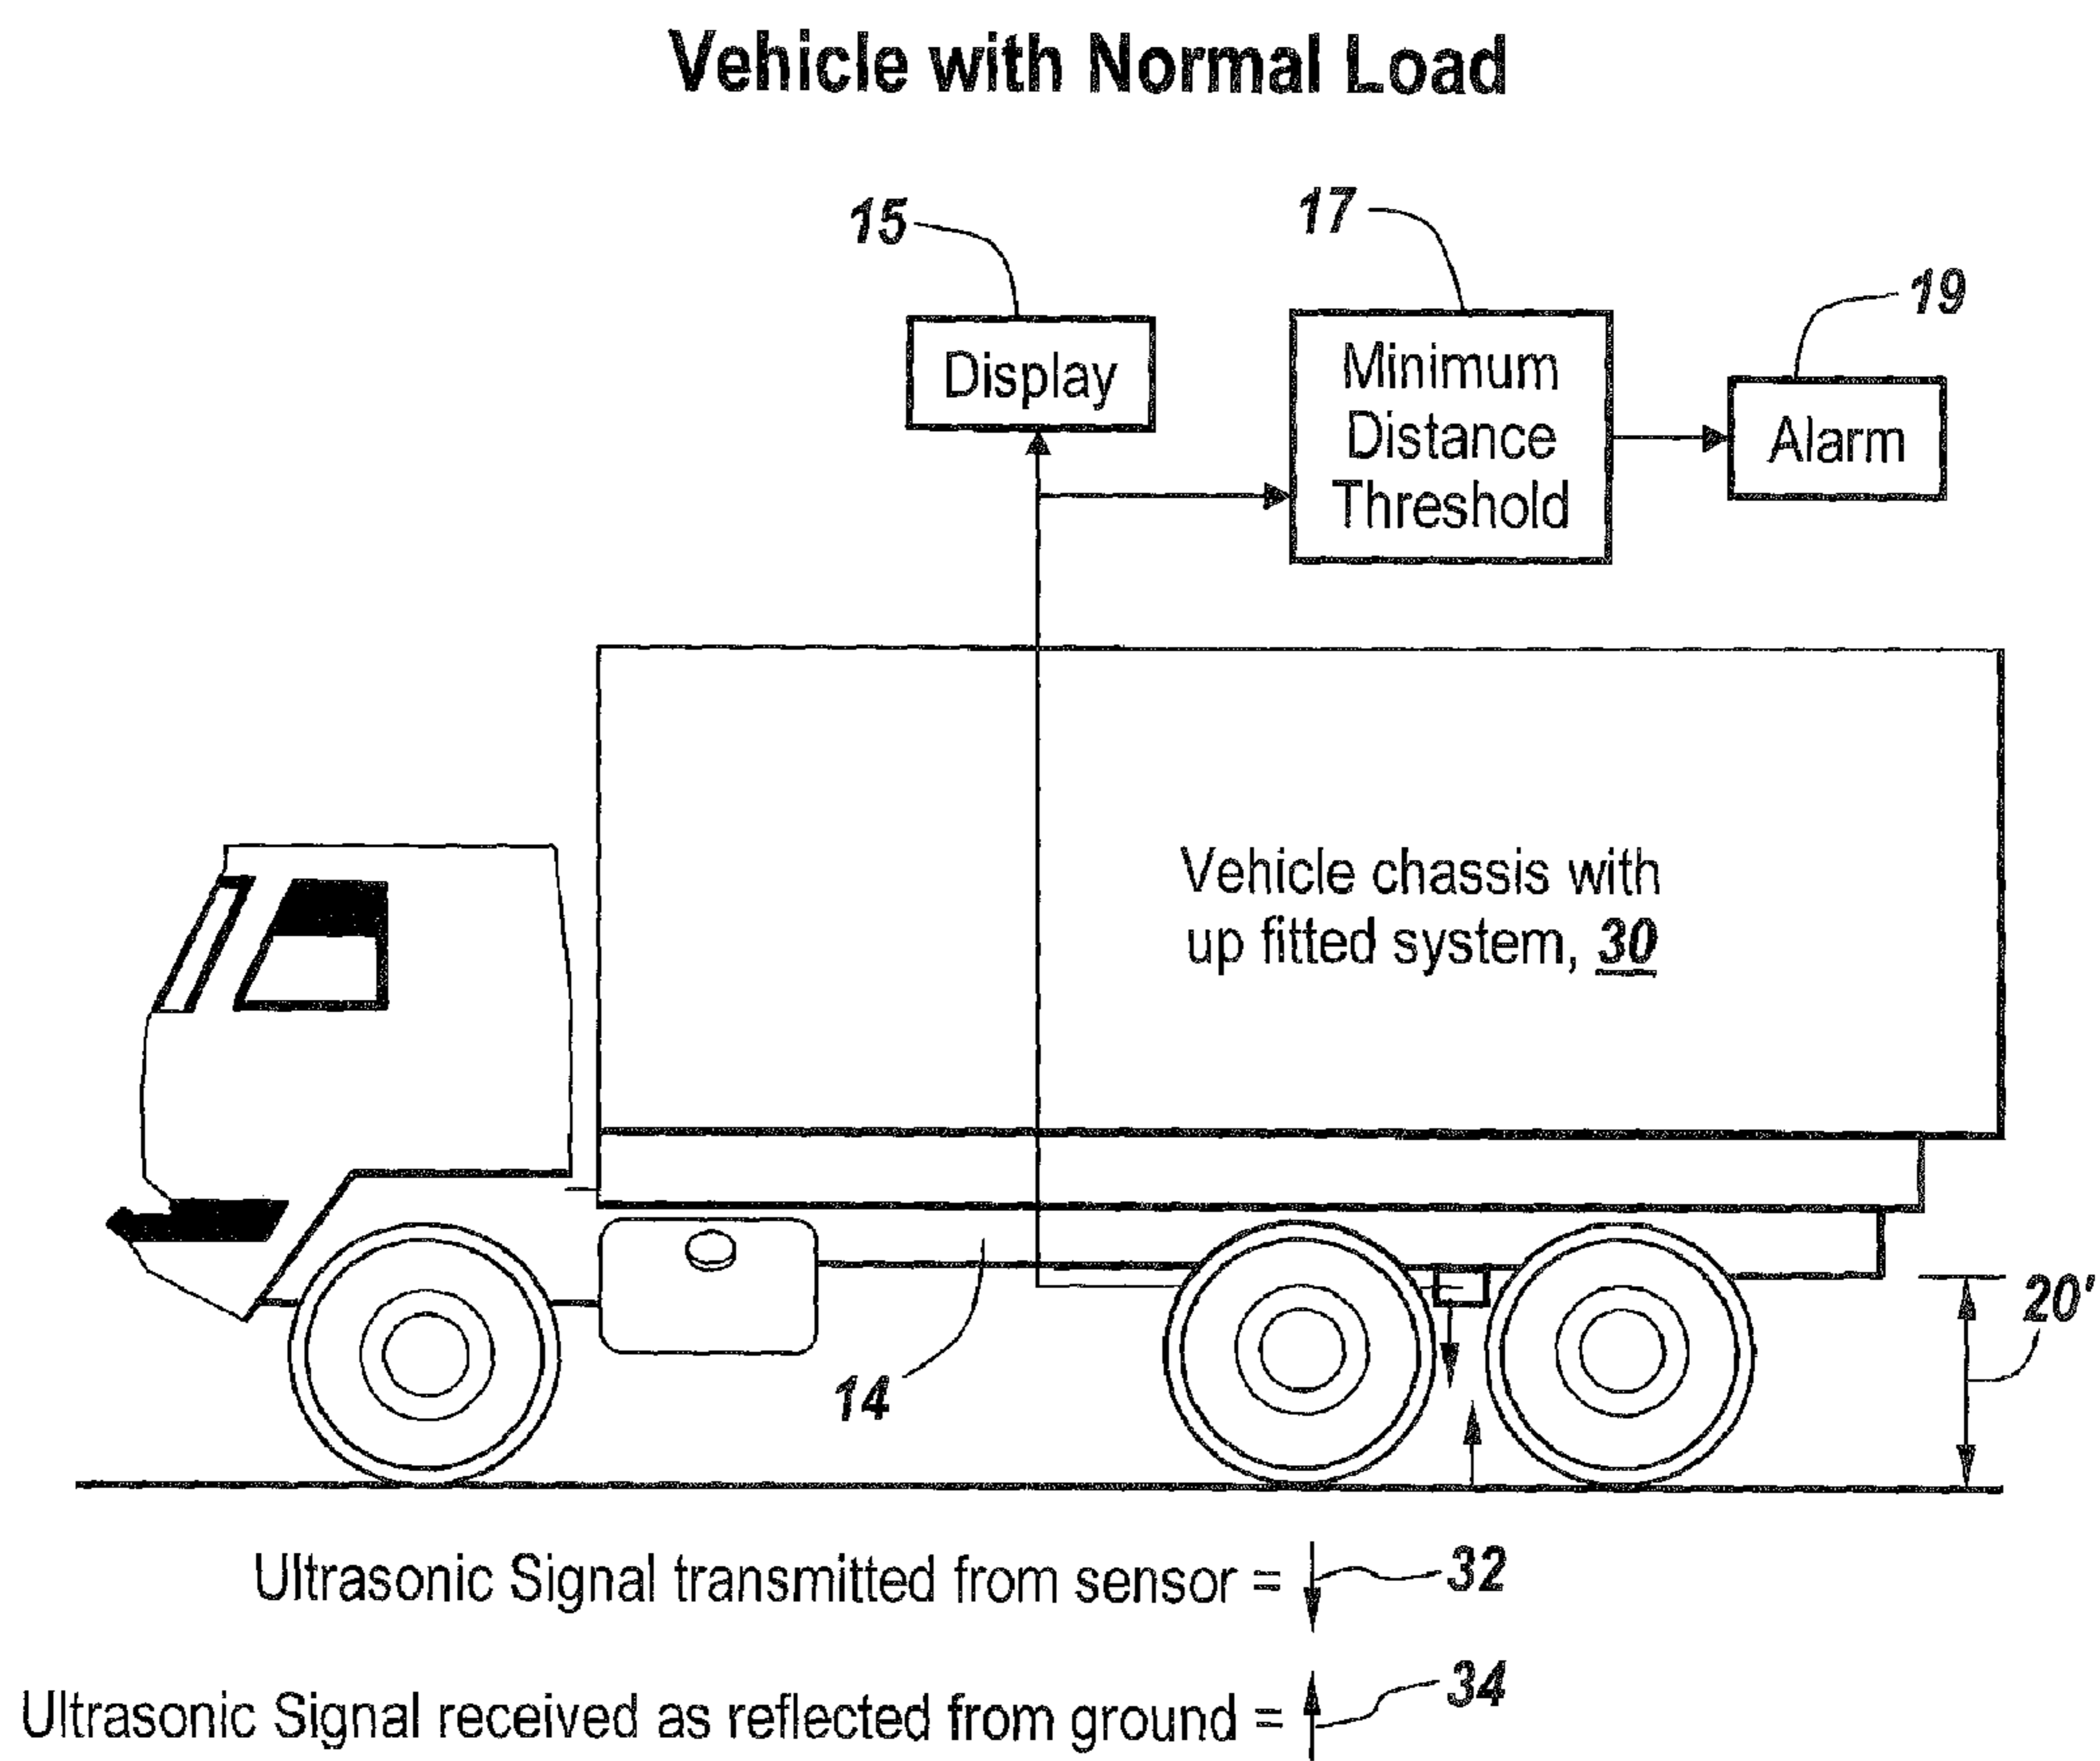 Vehicle with Normal Load
15
17
19
Display
Minimum
Distance
Threshold
Alarm
Vehicle chassis with
up fitted system, 30
20'
14
Ultrasonic Signal transmitted from sensor = ↓ 32
Ultrasonic Signal received as reflected from ground = ↑ 34